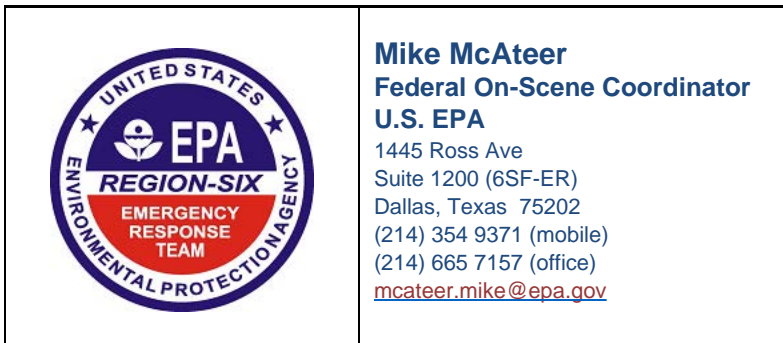 UNITED STATES
ENVIRONMENTAL PROTECTION AGENCY
EPA
REGION-SIX
EMERGENCY
RESPONSE
TEAM
Mike McAteer
Federal On-Scene Coordinator
U.S. EPA
1445 Ross Ave
Suite 1200 (6SF-ER)
Dallas, Texas  75202
(214) 354 9371 (mobile)
(214) 665 7157 (office)
mcateer.mike@epa.gov